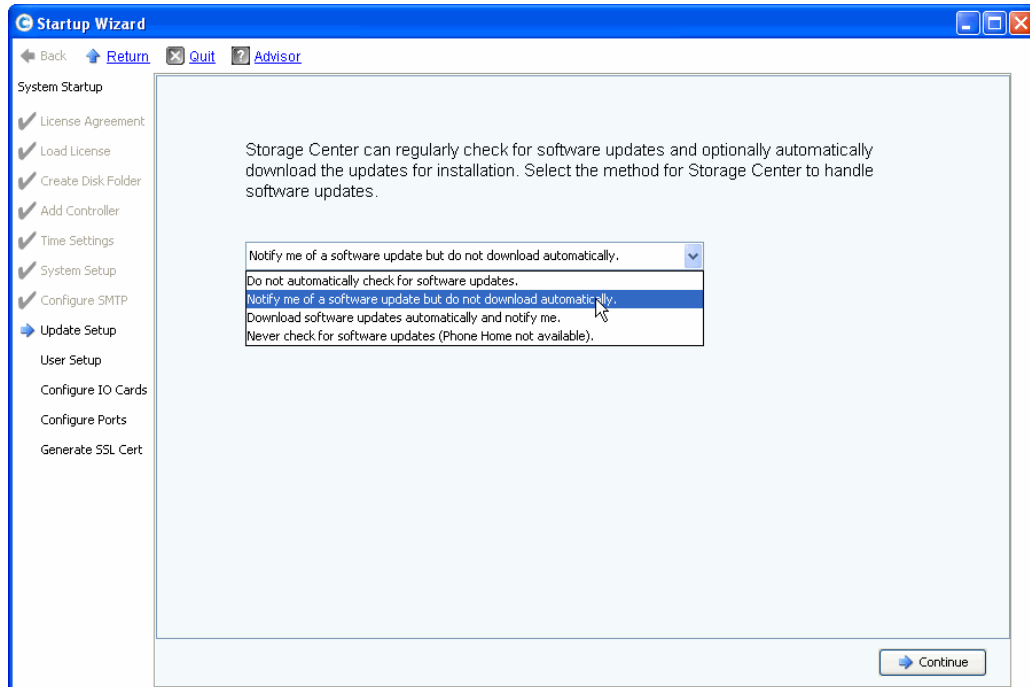 Startup Wizard
Back Return Quit Advisor
System Startup
License Agreement
Load License
Create Disk Folder
Add Controller
Time Settings
System Setup
Configure SMTP
Update Setup
User Setup
Configure IO Cards
Configure Ports
Generate SSL Cert
Storage Center can regularly check for software updates and optionally automatically
download the updates for installation. Select the method for Storage Center to handle
software updates.
Notify me of a software update but do not download automatically.
Do not automatically check for software updates.
Notify me of a software update but do not download automatically.
Download software updates automatically and notify me.
Never check for software updates (Phone Home not available).
Continue